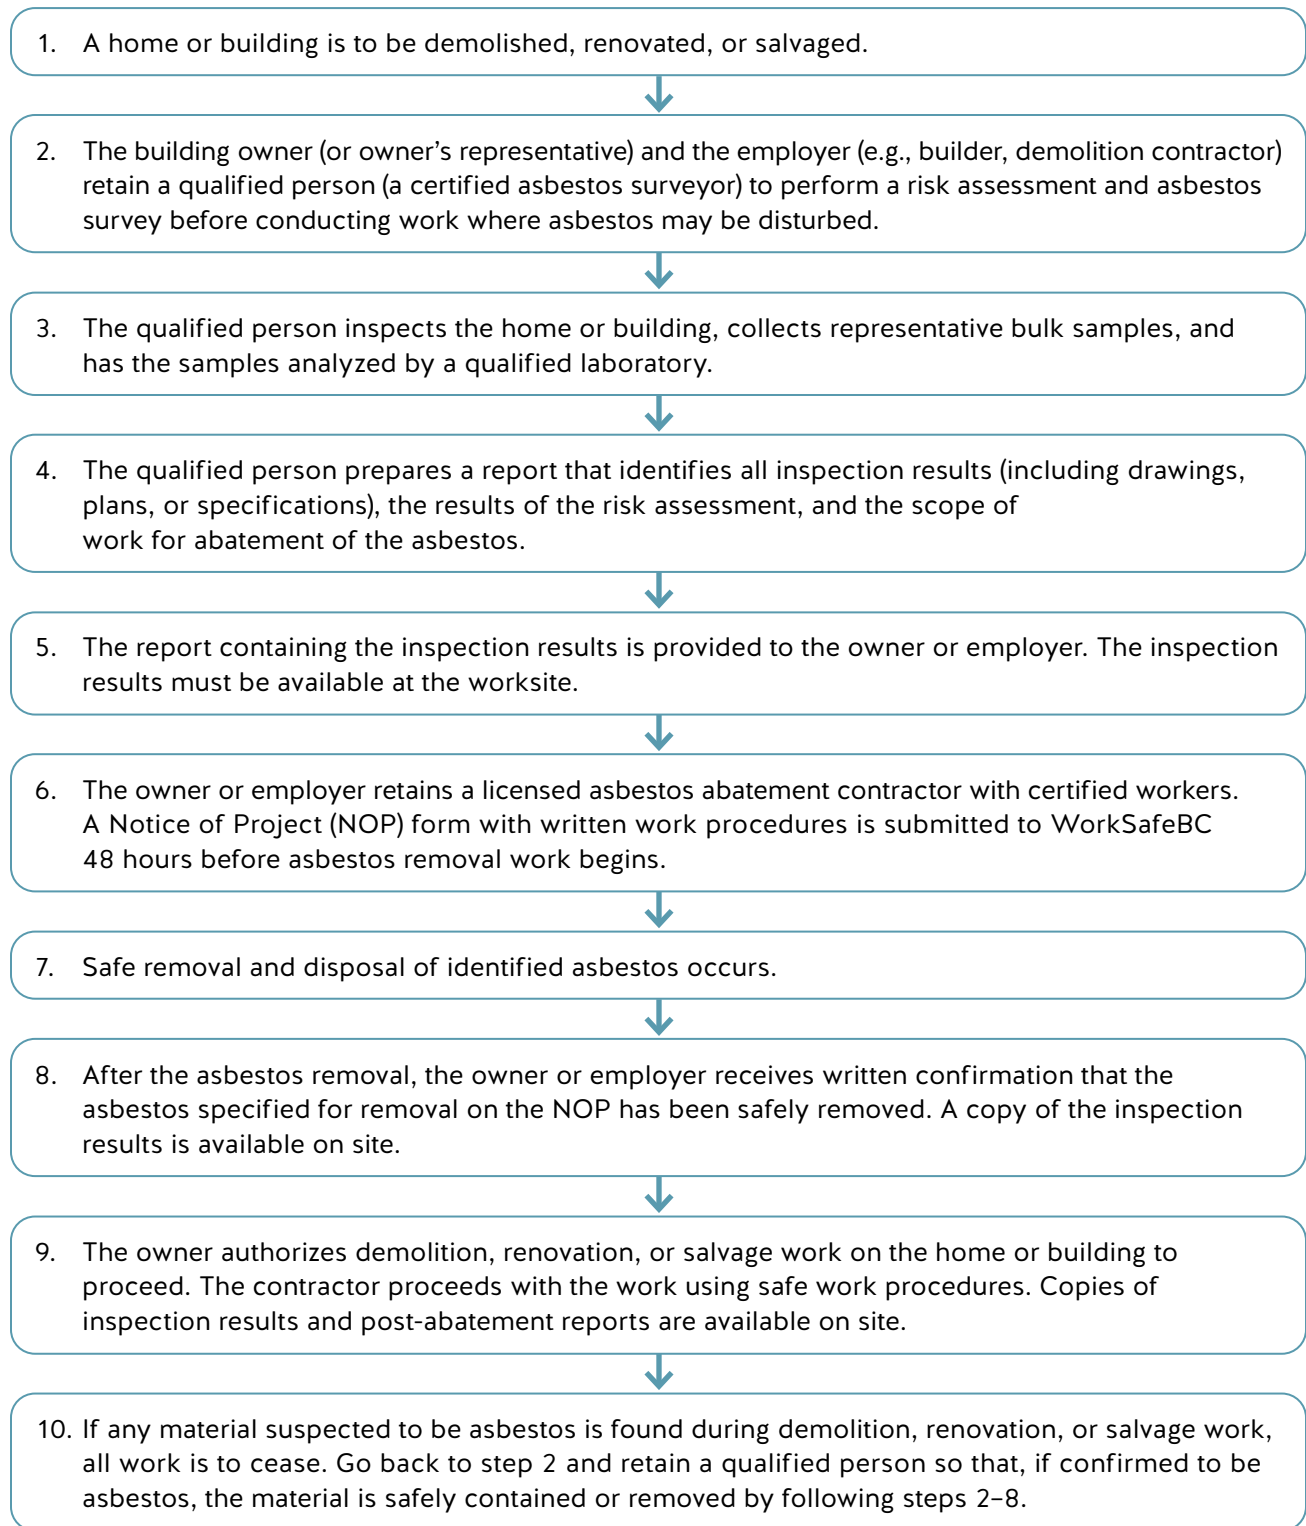 1. A home or building is to be demolished, renovated, or salvaged.
2. The building owner (or owner’s representative) and the employer (e.g., builder, demolition contractor)
retain a qualified person (a certified asbestos surveyor) to perform a risk assessment and asbestos
survey before conducting work where asbestos may be disturbed.
3. The qualified person inspects the home or building, collects representative bulk samples, and
has the samples analyzed by a qualified laboratory.
4. The qualified person prepares a report that identifies all inspection results (including drawings,
plans, or specifications), the results of the risk assessment, and the scope of
work for abatement of the asbestos.
5. The report containing the inspection results is provided to the owner or employer. The inspection
results must be available at the worksite.
6. The owner or employer retains a licensed asbestos abatement contractor with certified workers.
A Notice of Project (NOP) form with written work procedures is submitted to WorkSafeBC
48 hours before asbestos removal work begins.
7. Safe removal and disposal of identified asbestos occurs.
8. After the asbestos removal, the owner or employer receives written confirmation that the
asbestos specified for removal on the NOP has been safely removed. A copy of the inspection
results is available on site.
9. The owner authorizes demolition, renovation, or salvage work on the home or building to
proceed. The contractor proceeds with the work using safe work procedures. Copies of
inspection results and post-abatement reports are available on site.
10. If any material suspected to be asbestos is found during demolition, renovation, or salvage work,
all work is to cease. Go back to step 2 and retain a qualified person so that, if confirmed to be
asbestos, the material is safely contained or removed by following steps 2–8.